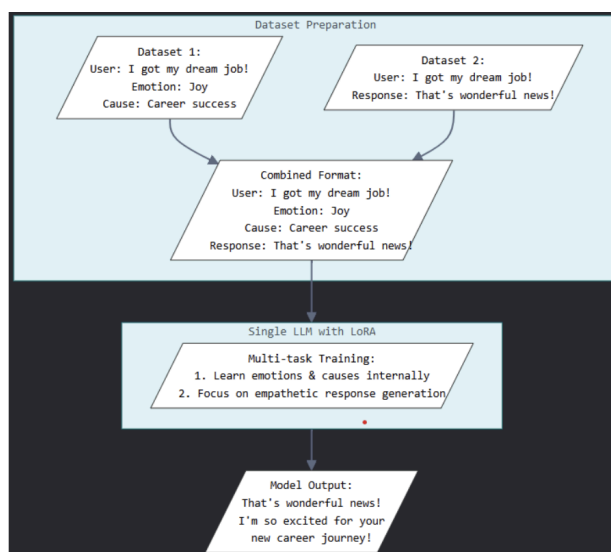 Dataset Preparation
Dataset 1:
User: I got my dream job!
Emotion: Joy
Cause: Career success
Dataset 2:
User: I got my dream job!
Response: That's wonderful news!
Combined Format:
User: I got my dream job!
Emotion: Joy
Cause: Career success
Response: That's wonderful news!
Single LLM with LoRA
Multi-task Training:
1. Learn emotions & causes internally
2. Focus on empathetic response generation
Model Output:
That's wonderful news!
I'm so excited for your
new career journey!